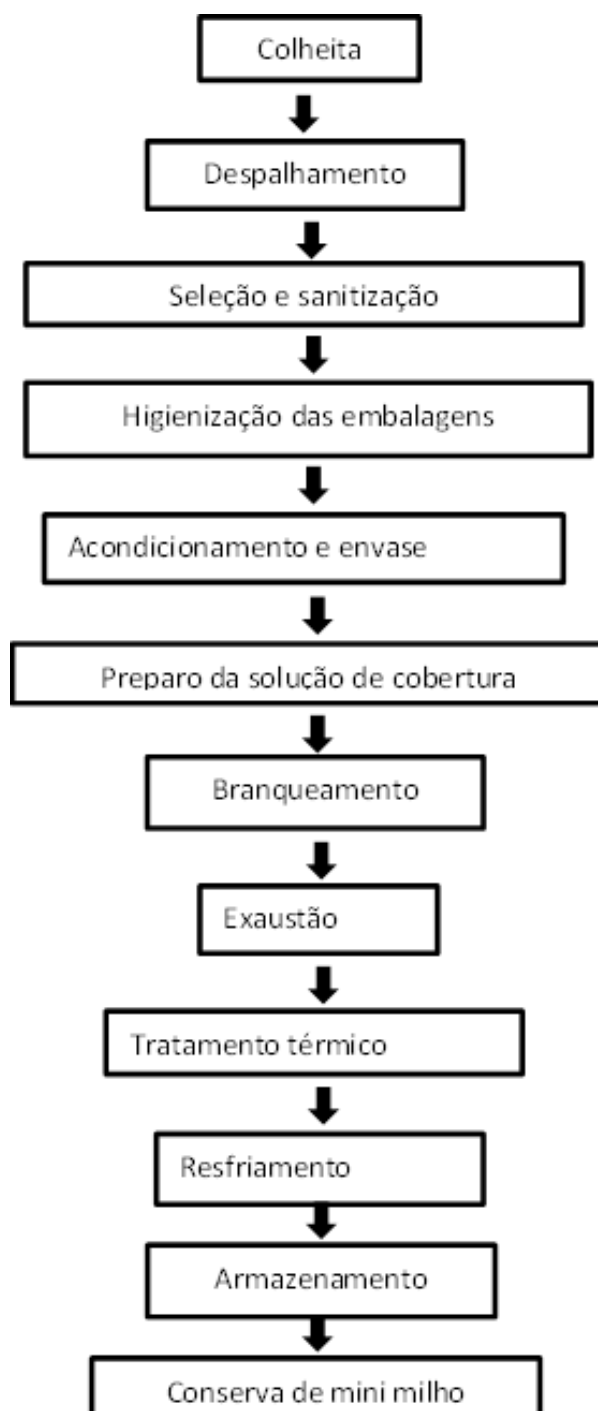 Colheita
Despalhamento
Seleção e sanitização
Higienização das embalagens
Acondicionamento e envase
Preparo da solução de cobertura
Branqueamento
Exaustão
Tratamento térmico
Resfriamento
Armazenamento
Conserva de mini milho